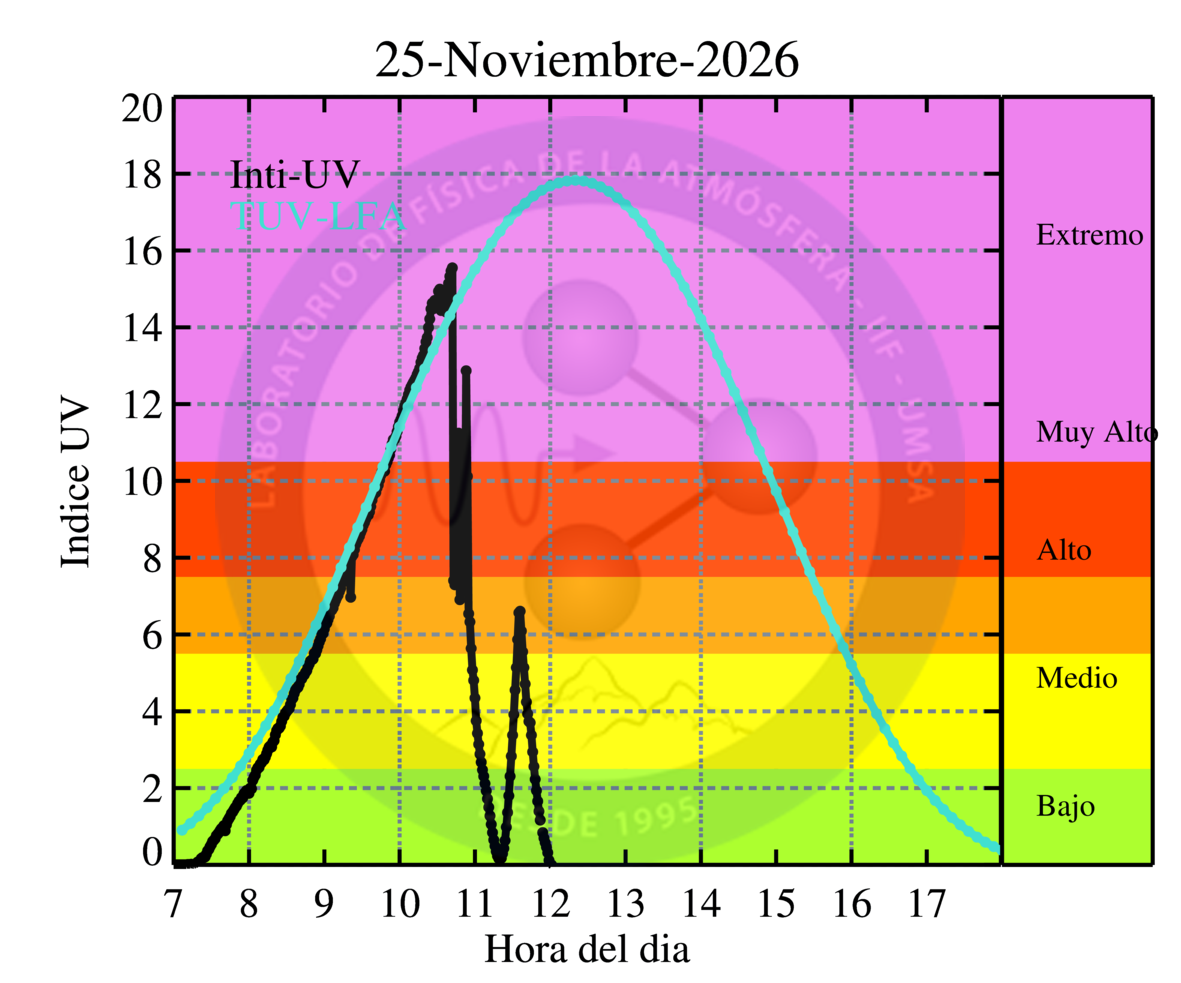 25-Noviembre-2026
Inti-UV
TUV-LFA
LABORATORIO DE FÍSICA DE LA ATMÓSFERA - IIF - UMSA
DESDE 1995
Indice UV
20
18
16
14
12
10
8
6
4
2
0
Extremo
Muy Alto
Alto
Medio
Bajo
7 8 9 10 11 12 13 14 15 16 17
Hora del dia